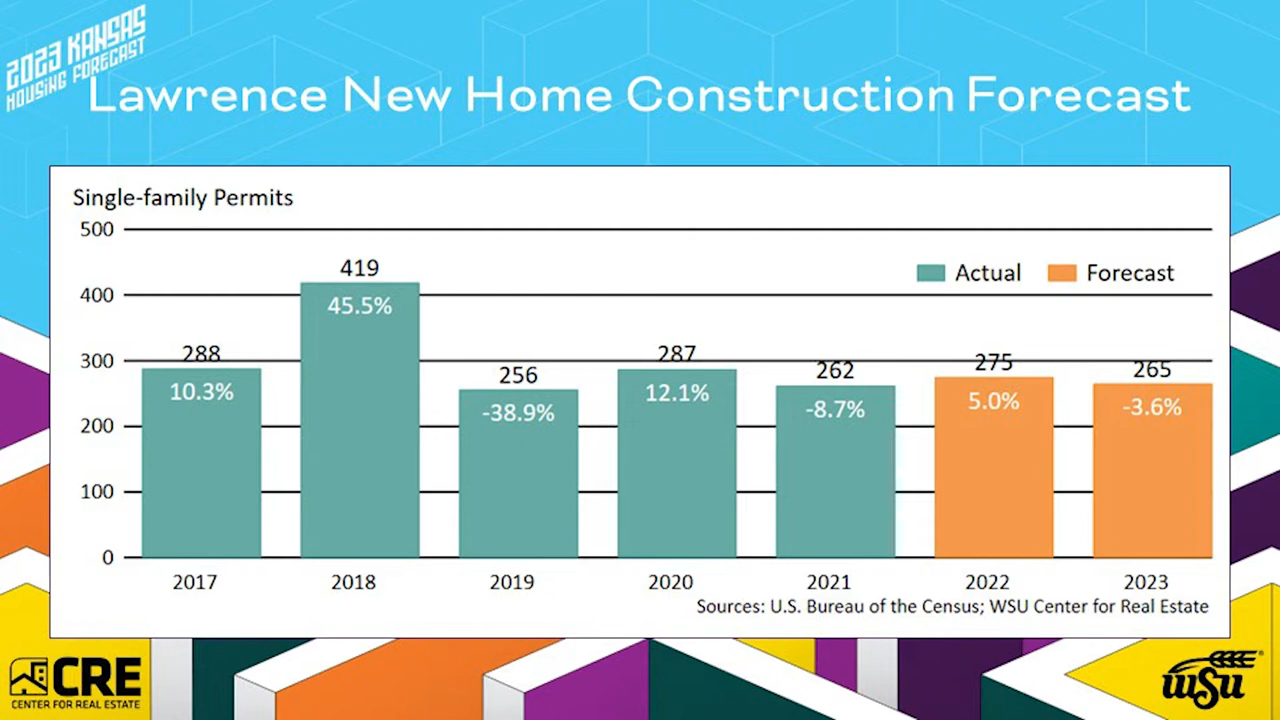 2023 KANSAS
HOUSING FORECAST
Lawrence New Home Construction Forecast
Single-family Permits
500
400
300
200
100
0
Actual
Forecast
288
10.3%
419
45.5%
256
-38.9%
287
12.1%
262
-8.7%
275
5.0%
265
-3.6%
2017
2018
2019
2020
2021
2022
2023
Sources: U.S. Bureau of the Census; WSU Center for Real Estate
CRE
CENTER FOR REAL ESTATE
WSU
®